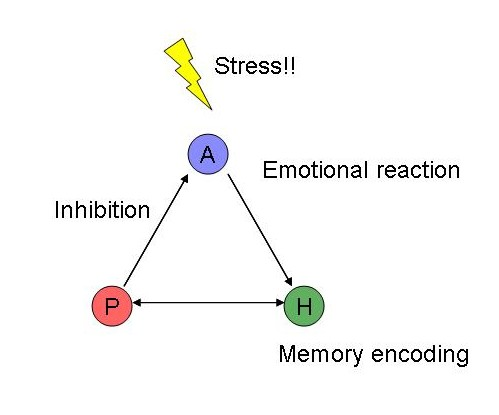 Stress!!
A
Emotional reaction
Inhibition
P
H
Memory encoding